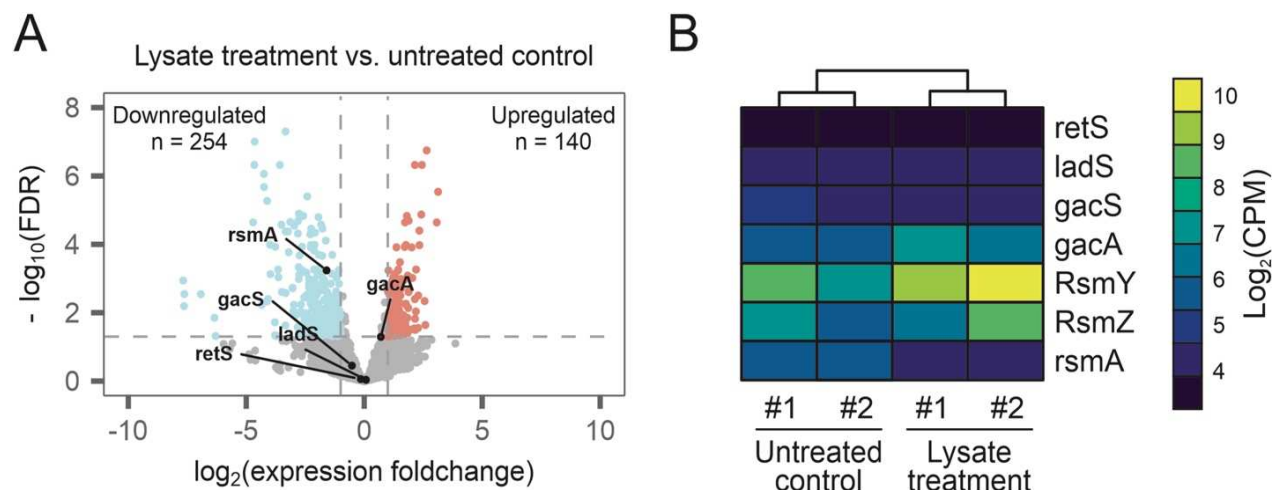 A
Lysate treatment vs. untreated control
Downregulated
n = 254
Upregulated
n = 140
rsmA
gacA
gacS
ladS
retS
8
6
4
2
0
- log10(FDR)
-10
-5
0
5
10
log2(expression foldchange)
B
retS
ladS
gacS
gacA
RsmY
RsmZ
rsmA
#1
#2
#1
#2
Untreated
control
Lysate
treatment
10
9
8
7
6
5
4
Log2(CPM)